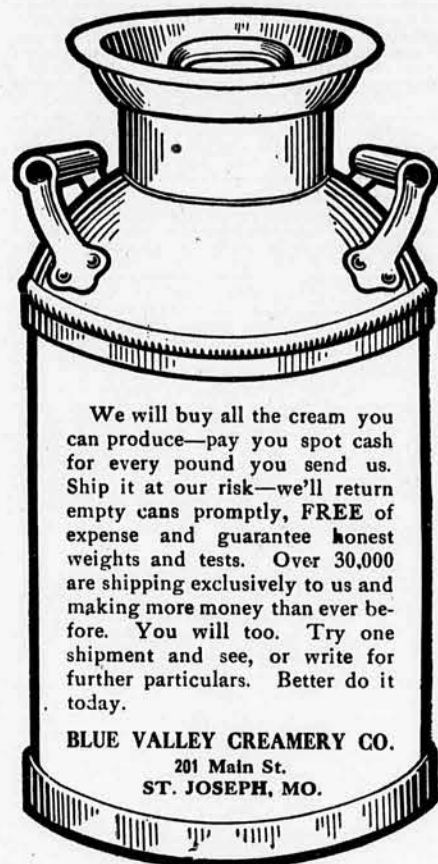 We will buy all the cream you
can produce—pay you spot cash
for every pound you send us.
Ship it at our risk—we'll return
empty cans promptly, FREE of
expense and guarantee honest
weights and tests. Over 30,000
are shipping exclusively to us and
making more money than ever be-
fore. You will too. Try one
shipment and see, or write for
further particulars. Better do it
today.
BLUE VALLEY CREAMERY CO.
201 Main St.
ST. JOSEPH, MO.